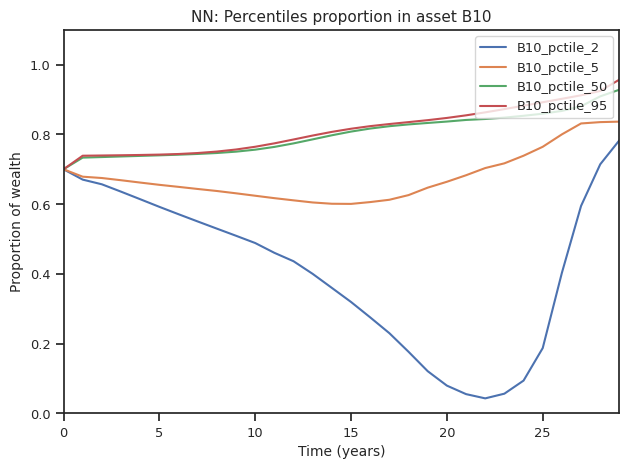 NN: Percentiles proportion in asset B10
B10_pctile_2
B10_pctile_5
B10_pctile_50
B10_pctile_95
Proportion of wealth
1.0
0.8
0.6
0.4
0.2
0.0
0 5 10 15 20 25
Time (years)